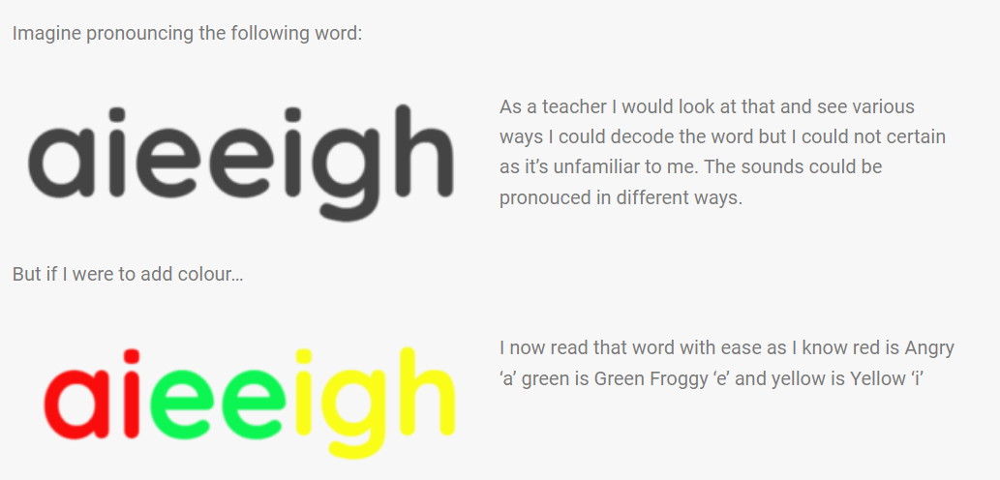 Imagine pronouncing the following word:
aieeigh
As a teacher I would look at that and see various
ways I could decode the word but I could not certain
as it’s unfamiliar to me. The sounds could be
pronouced in different ways.
But if I were to add colour…
aieeigh
I now read that word with ease as I know red is Angry
‘a’ green is Green Froggy ‘e’ and yellow is Yellow ‘i’